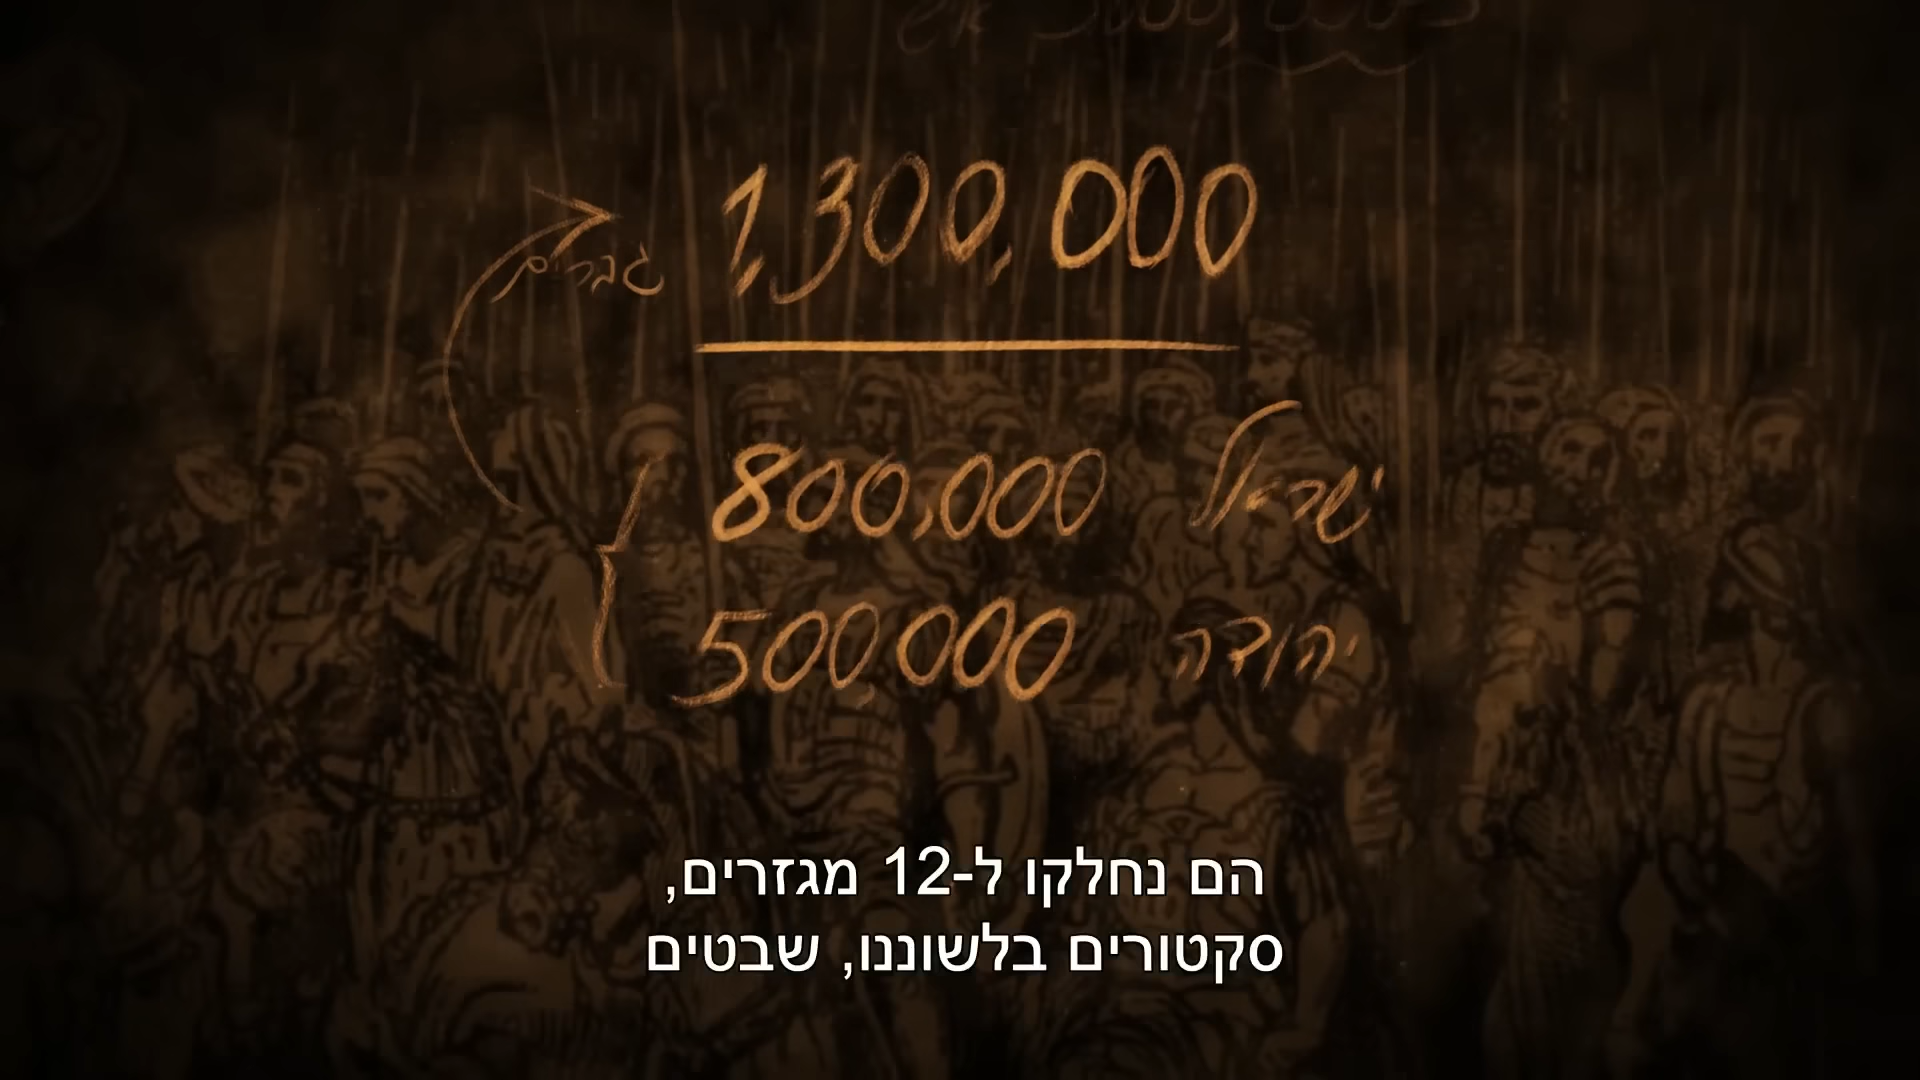 גברים 1,300,000
800,000 ישראל
500,000 יהודה
הם נחלקו ל-12 מגזרים,
סקטורים בלשוננו, שבטים